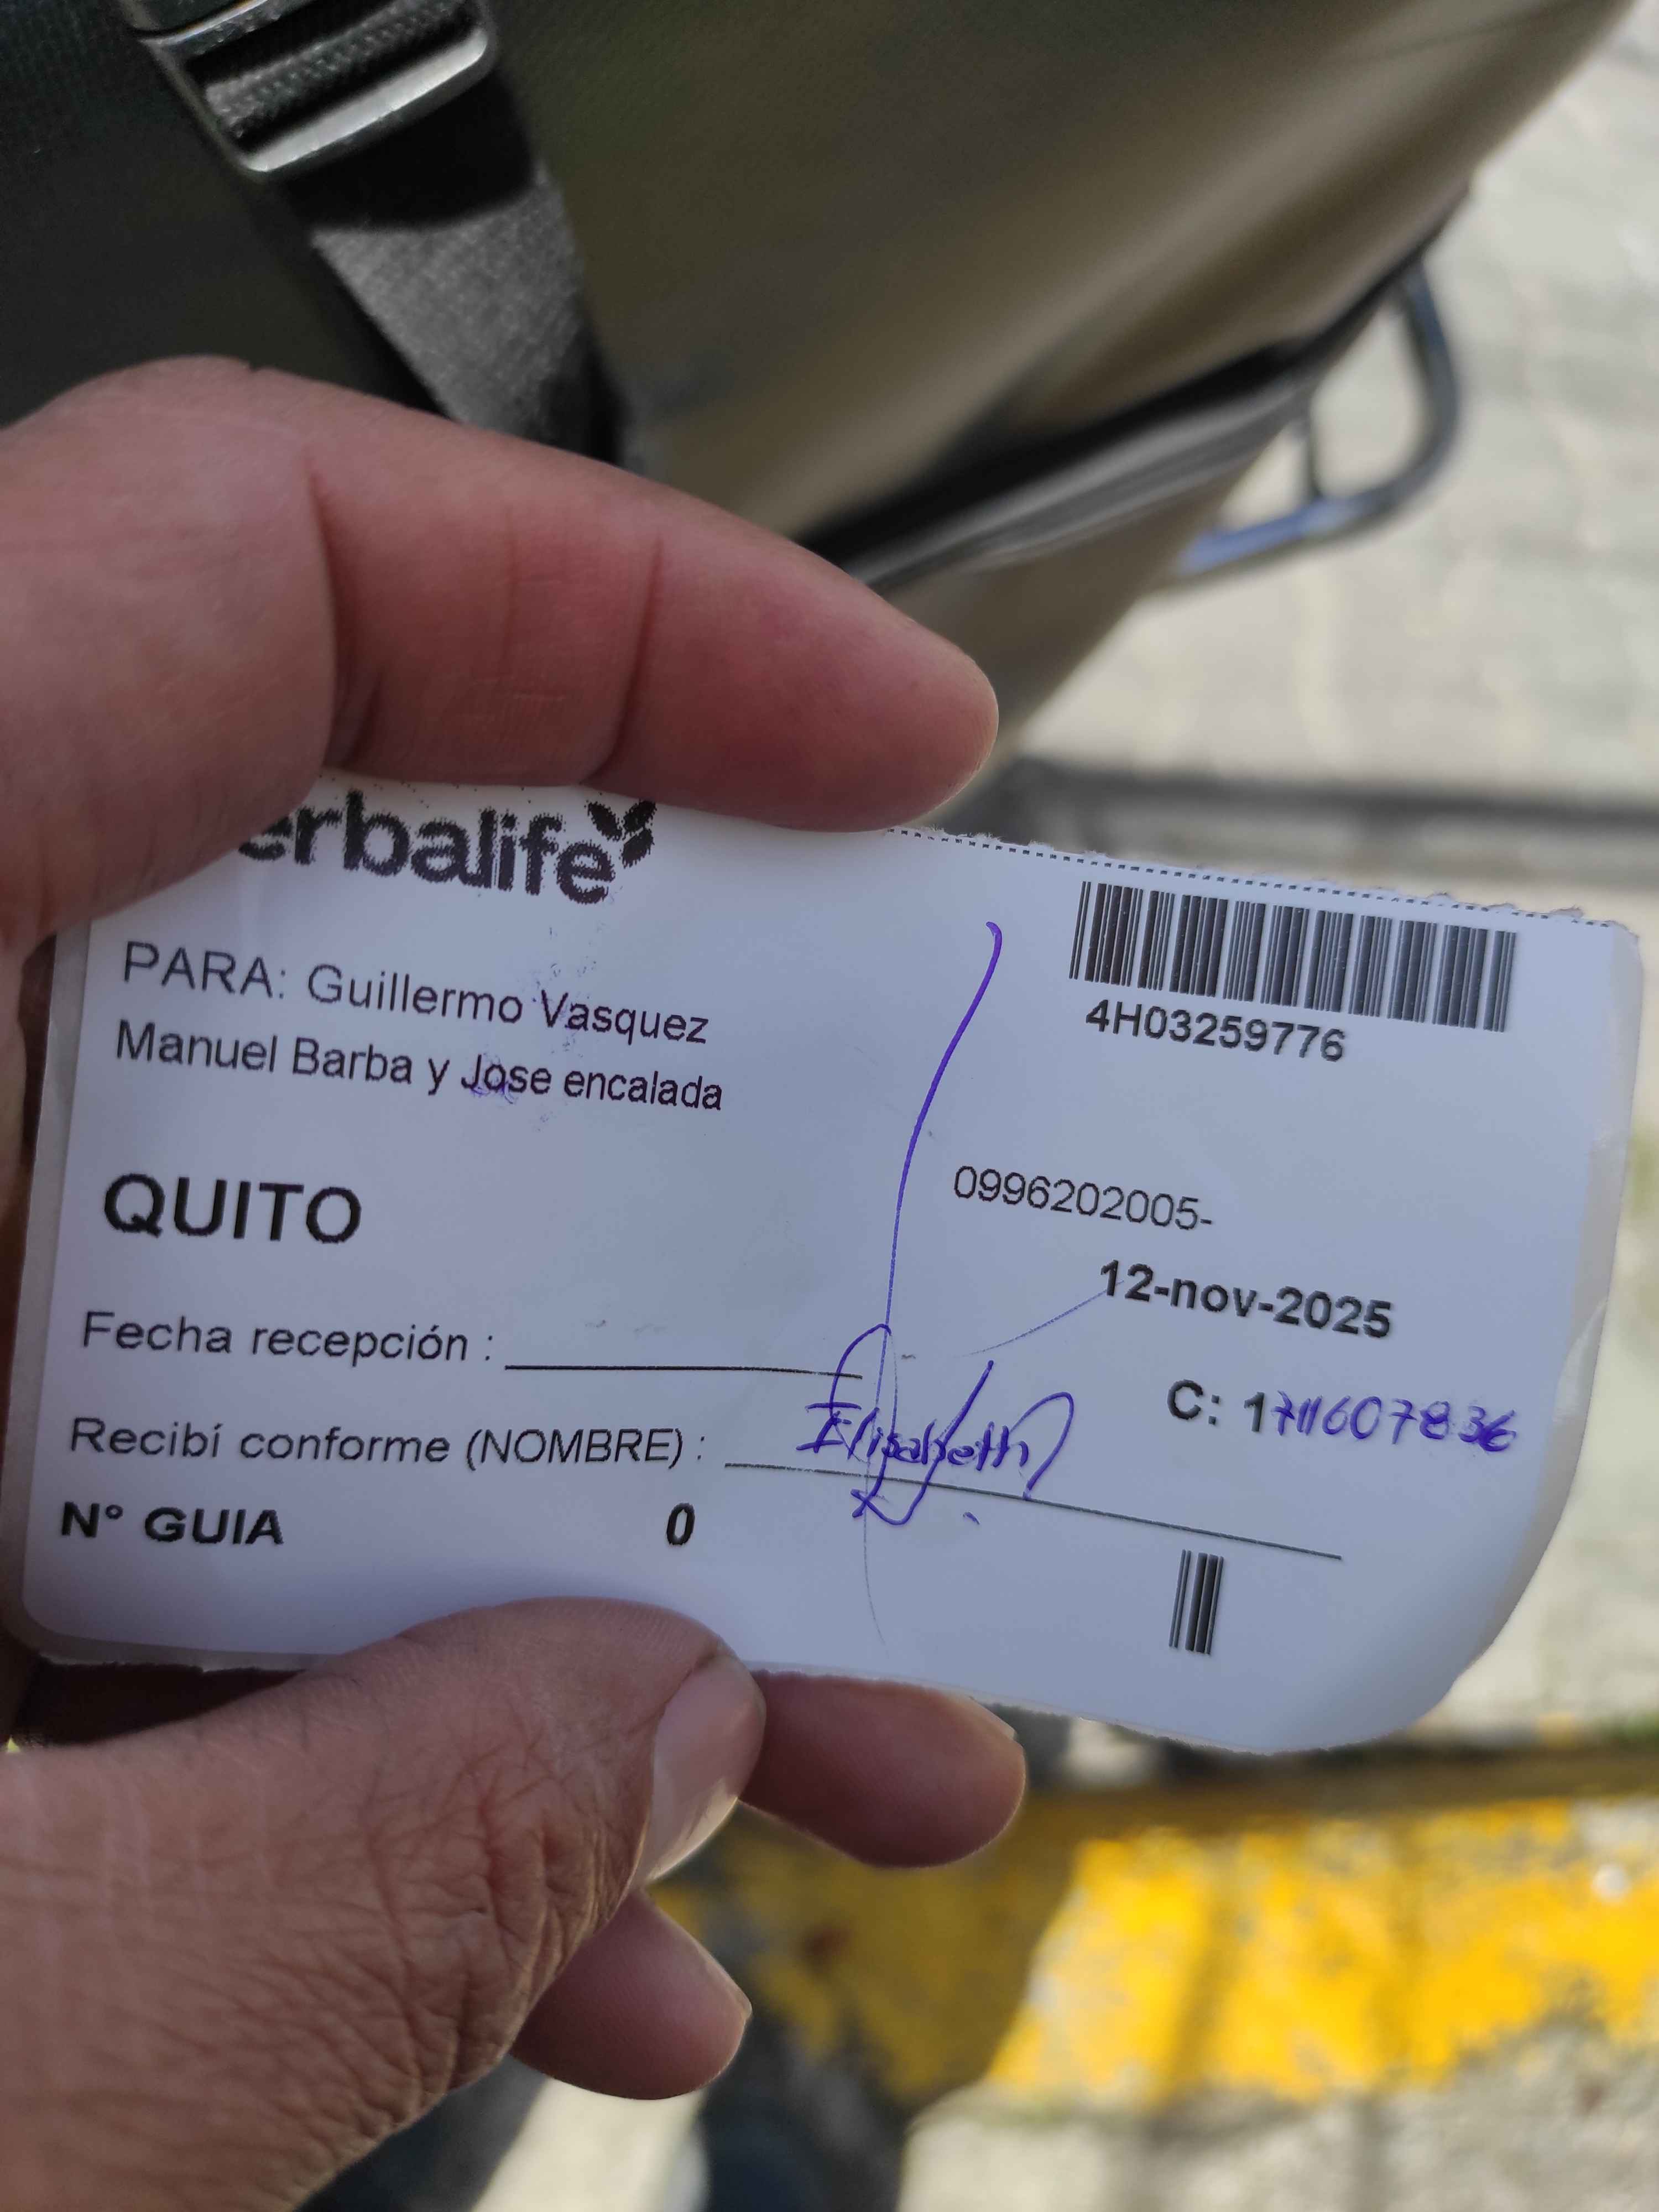 erbalife
PARA: Guillermo Vasquez
4H03259776
Manuel Barba y Jose encalada
0996202005-
QUITO
12-nov-2025
Fecha recepción :
C: 1711607836
Recibí conforme (NOMBRE) : Elisabeth
N° GUIA 0